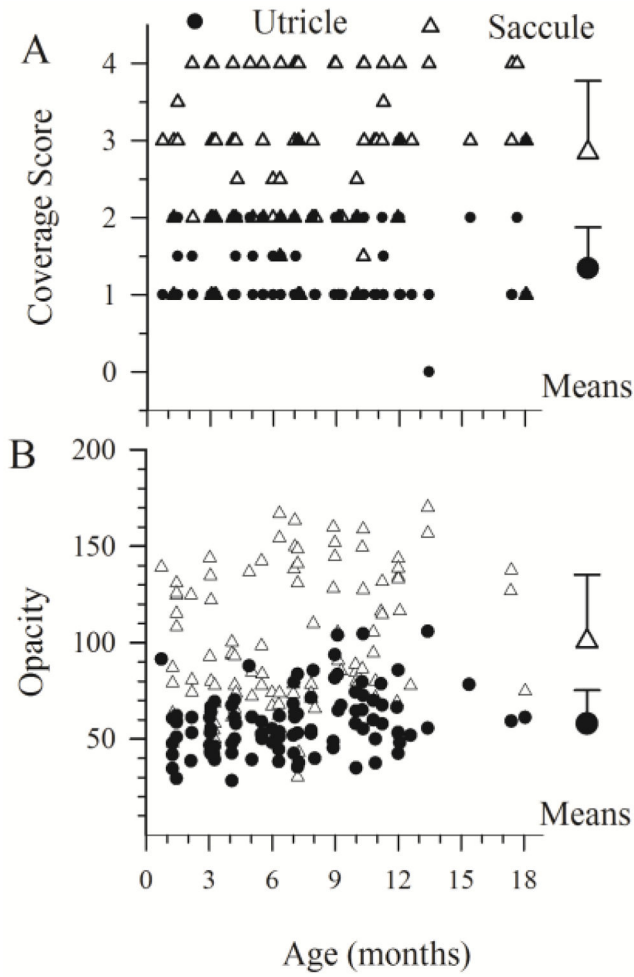 Utricle Saccule
A
4
3
2
1
0
Coverage Score
Means
B
200
150
100
50
Opacity
Means
0 3 6 9 12 15 18
Age (months)